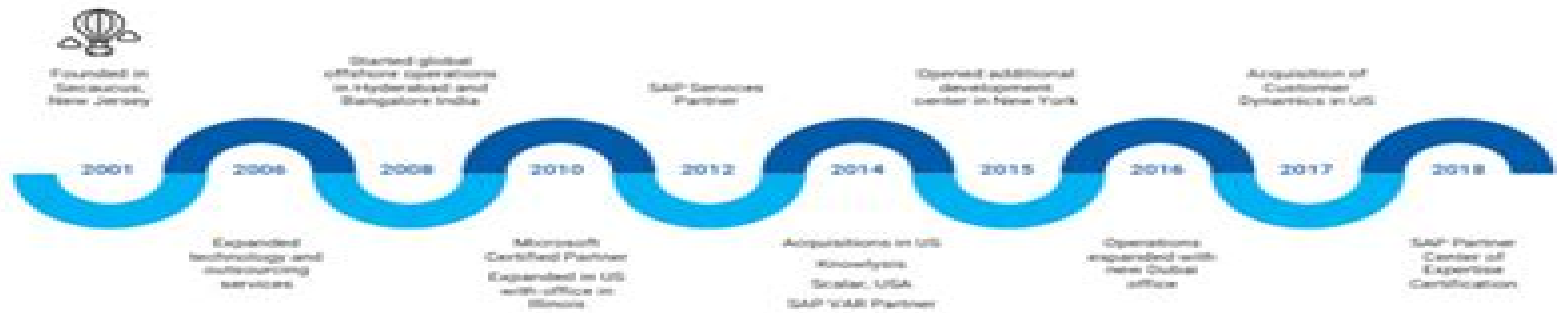 Founded in
Secaucus,
New Jersey
Started global
offshore operations
in Hyderabad and
Bangalore India
SAP Services
Partner
Opened additional
development
center in New York
Acquisition of
Customer
Dynamics in US
2001
2006
2008
2010
2012
2014
2015
2016
2017
2018
Expanded
technology and
outsourcing
services
Microsoft
Certified Partner
Expanded in US
with office in
Illinois
Acquisitions in US
Knowlysis
Scalar, USA
SAP VAR Partner
Operations
expanded with
new Dubai
office
SAP Partner
Center of
Expertise
Certification